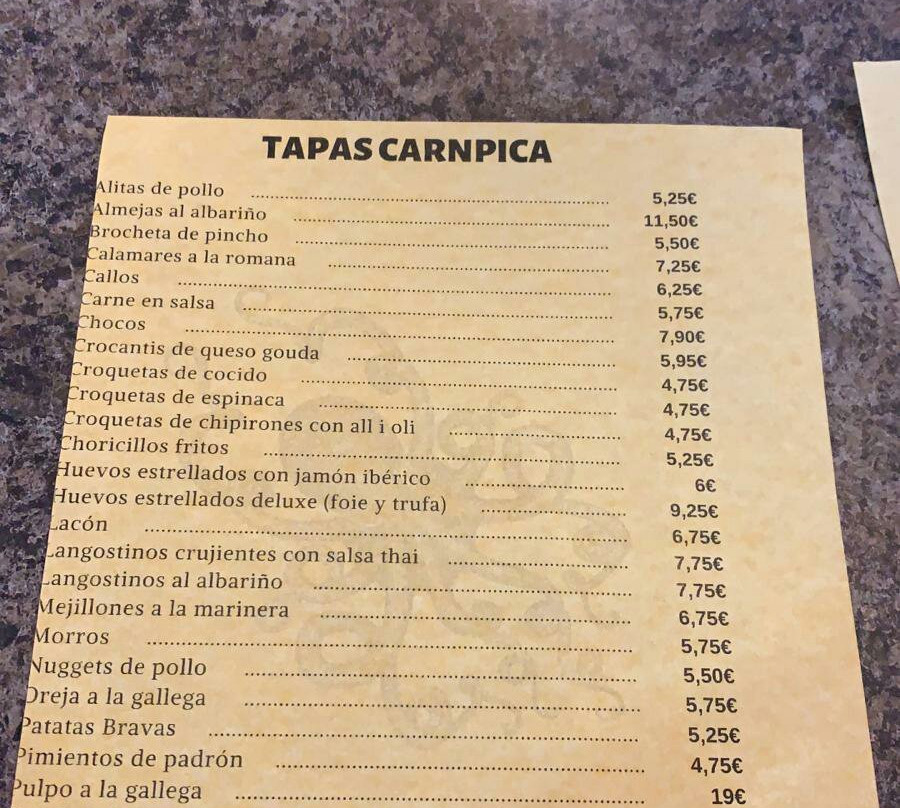 TAPAS CARNPICA
Alitas de pollo ........ 5,25€
Almejas al albariño ........ 11,50€
Brocheta de pincho ........ 5,50€
Calamares a la romana ........ 7,25€
Callos ........ 6,25€
Carne en salsa ........ 5,75€
Chocos ........ 7,90€
Crocantis de queso gouda ........ 5,95€
Croquetas de cocido ........ 4,75€
Croquetas de espinaca ........ 4,75€
Croquetas de chipirones con all i oli ........ 4,75€
Choricillos fritos ........ 5,25€
Huevos estrellados con jamón ibérico ........ 6€
Huevos estrellados deluxe (foie y trufa) ........ 9,25€
Lacón ........ 6,75€
Langostinos crujientes con salsa thai ........ 7,75€
Langostinos al albariño ........ 7,75€
Mejillones a la marinera ........ 6,75€
Morros ........ 5,75€
Nuggets de pollo ........ 5,50€
Oreja a la gallega ........ 5,75€
Patatas Bravas ........ 5,25€
Pimientos de padrón ........ 4,75€
Pulpo a la gallega ........ 19€